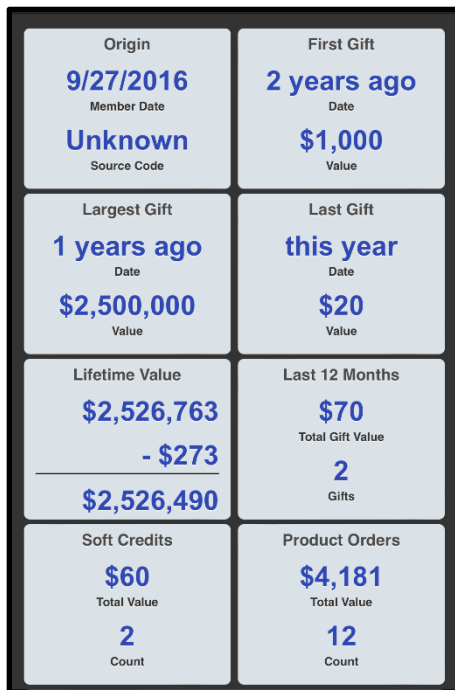 Origin
9/27/2016
Member Date
Unknown
Source Code
First Gift
2 years ago
Date
$1,000
Value
Largest Gift
1 years ago
Date
$2,500,000
Value
Last Gift
this year
Date
$20
Value
Lifetime Value
$2,526,763
- $273
$2,526,490
Last 12 Months
$70
Total Gift Value
2
Gifts
Soft Credits
$60
Total Value
2
Count
Product Orders
$4,181
Total Value
12
Count